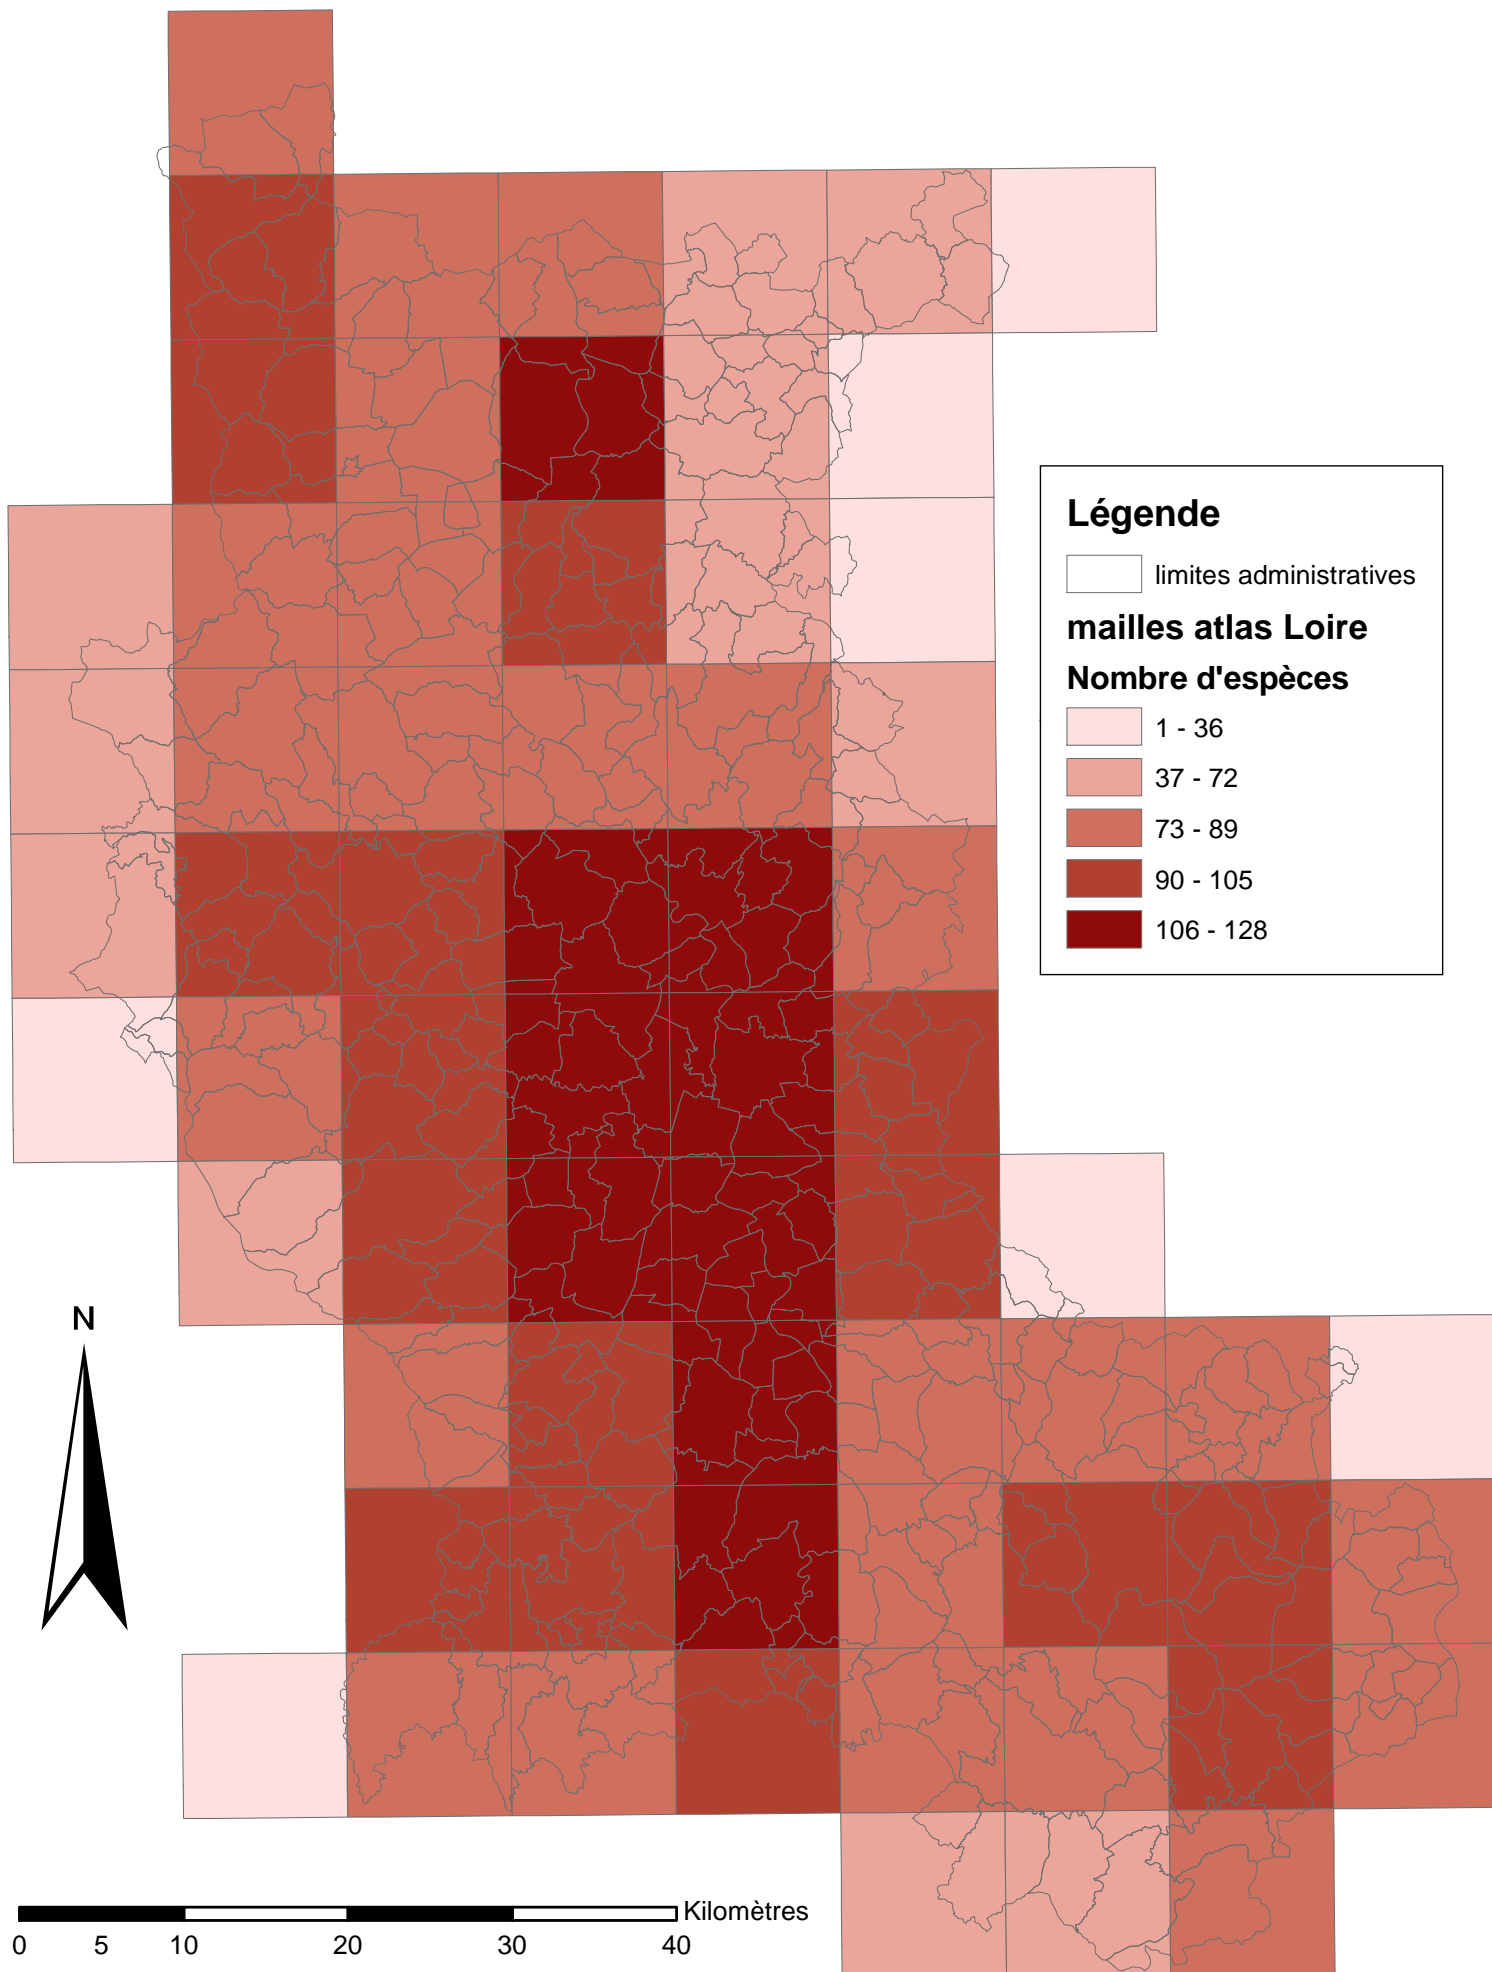 Légende
limites administratives
mailles atlas Loire
Nombre d'espèces
1 - 36
37 - 72
73 - 89
90 - 105
106 - 128
N
Kilomètres
0 5 10 20 30 40